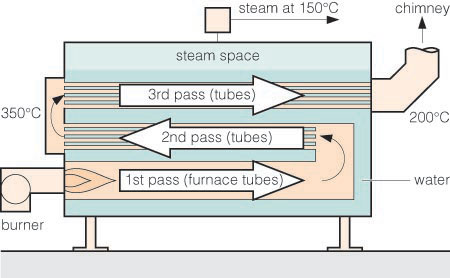 steam at 150°C
chimney
steam space
3rd pass (tubes)
350°C
200°C
2nd pass (tubes)
1st pass (furnace tubes)
water
burner